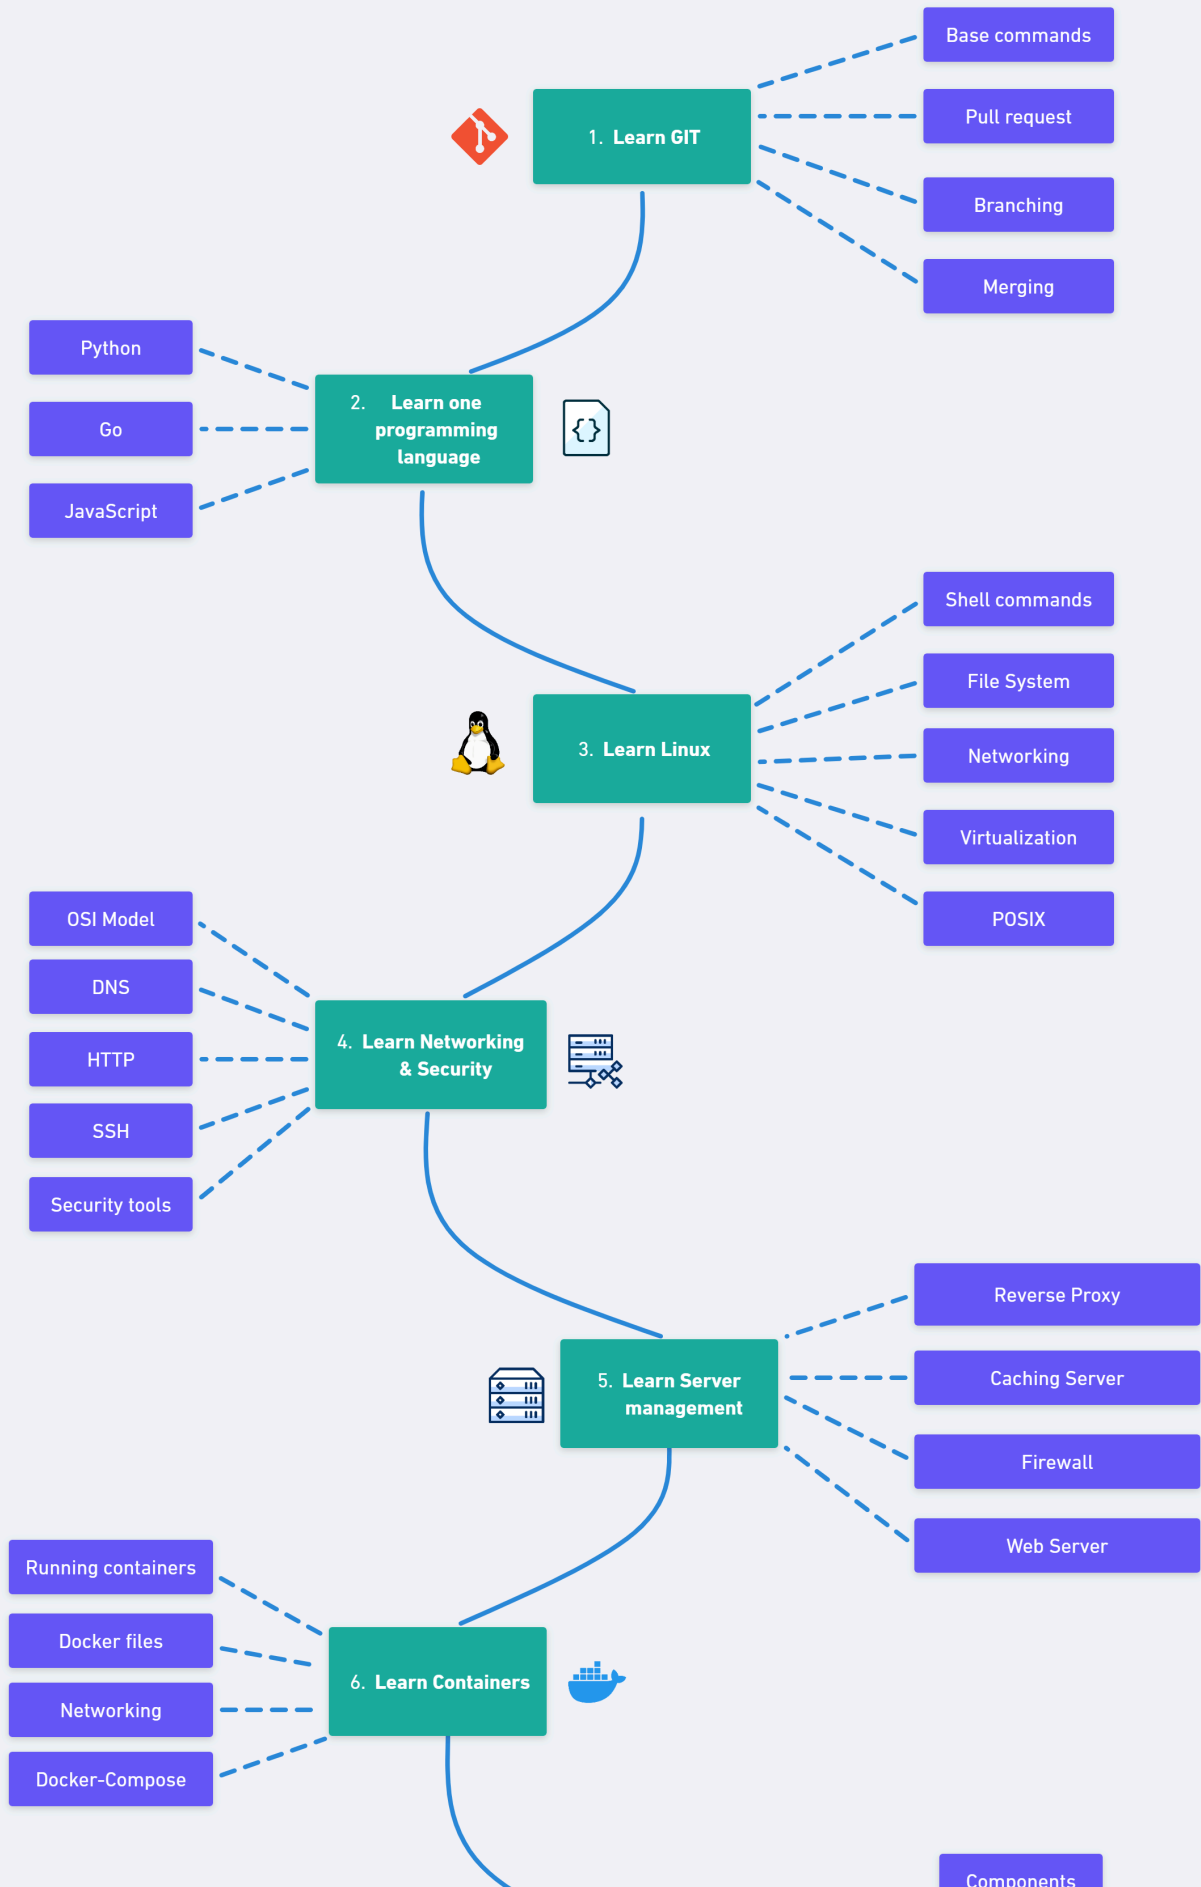 Base commands
1. Learn GIT
Pull request
Branching
Merging
Python
2. Learn one
programming
language
Go
JavaScript
Shell commands
File System
3. Learn Linux
Networking
Virtualization
POSIX
OSI Model
DNS
4. Learn Networking
& Security
HTTP
SSH
Security tools
Reverse Proxy
5. Learn Server
management
Caching Server
Firewall
Web Server
Running containers
Docker files
6. Learn Containers
Networking
Docker-Compose
Components